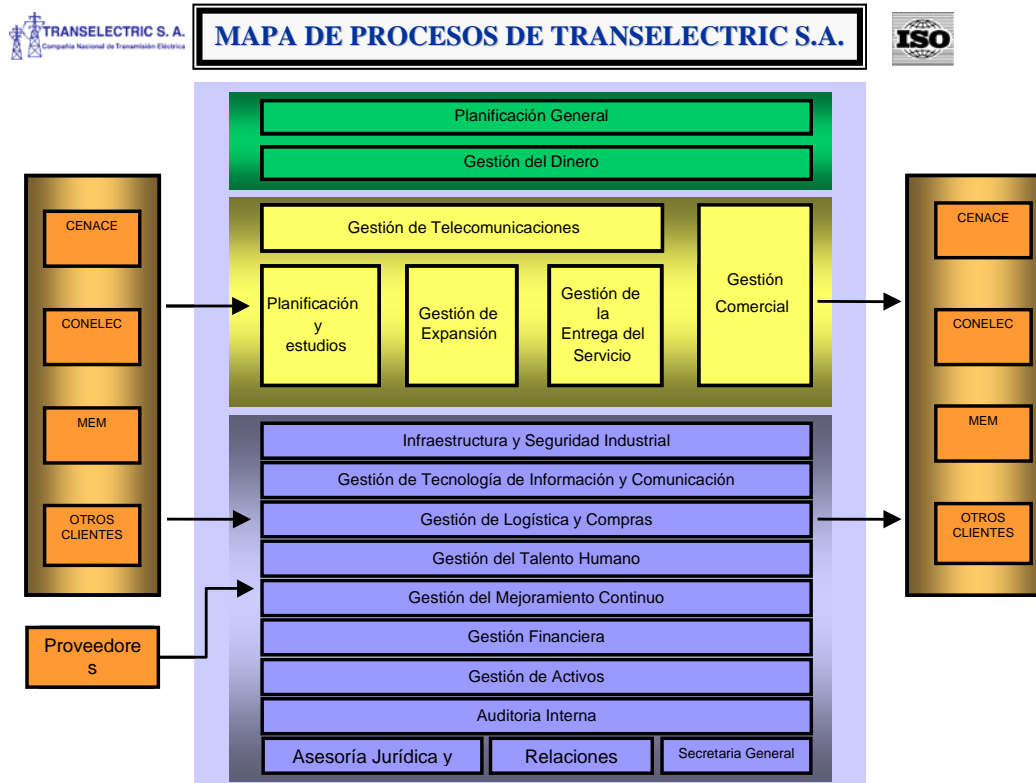 TRANSELECTRIC S. A.
Compañía Nacional de Transmisión Eléctrica
MAPA DE PROCESOS DE TRANSELECTRIC S.A.
ISO
Planificación General
Gestión del Dinero
CENACE
CONELEC
MEM
OTROS
CLIENTES
Proveedore
s
Gestión de Telecomunicaciones
Planificación
y
estudios
Gestión de
Expansión
Gestión de
la
Entrega del
Servicio
Gestión
Comercial
Infraestructura y Seguridad Industrial
Gestión de Tecnología de Información y Comunicación
Gestión de Logística y Compras
Gestión del Talento Humano
Gestión del Mejoramiento Continuo
Gestión Financiera
Gestión de Activos
Auditoria Interna
Asesoría Jurídica y
Relaciones
Secretaria General
CENACE
CONELEC
MEM
OTROS
CLIENTES